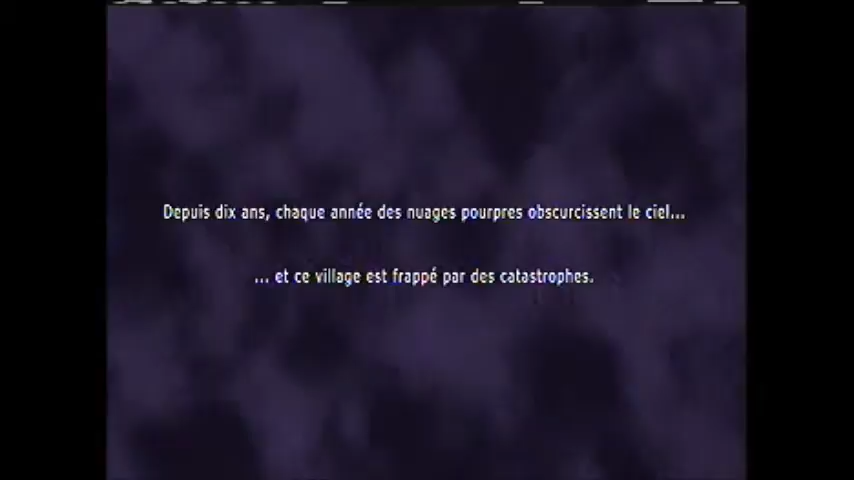 Depuis dix ans, chaque année des nuages pourpres obscurcissent le ciel...
... et ce village est frappé par des catastrophes.